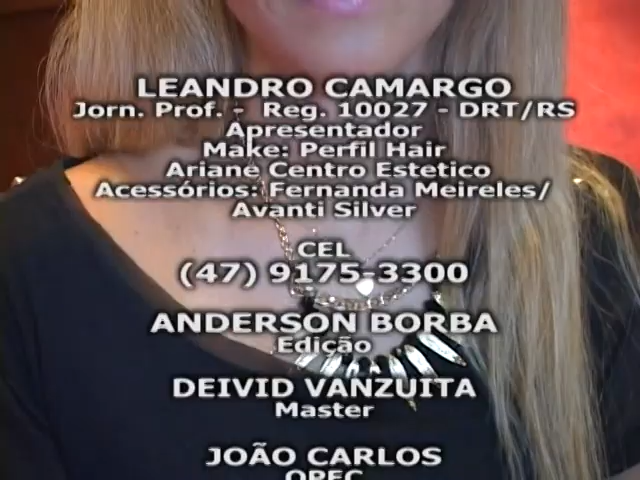 LEANDRO CAMARGO
Jorn. Prof. - Reg. 10027 - DRT/RS
Apresentador
Make: Perfil Hair
Ariane Centro Estetico
Acessórios: Fernanda Meireles/
Avanti Silver
CEL
(47) 9175-3300
ANDERSON BORBA
Edição
DEIVID VANZUITA
Master
JOÃO CARLOS
OPEC